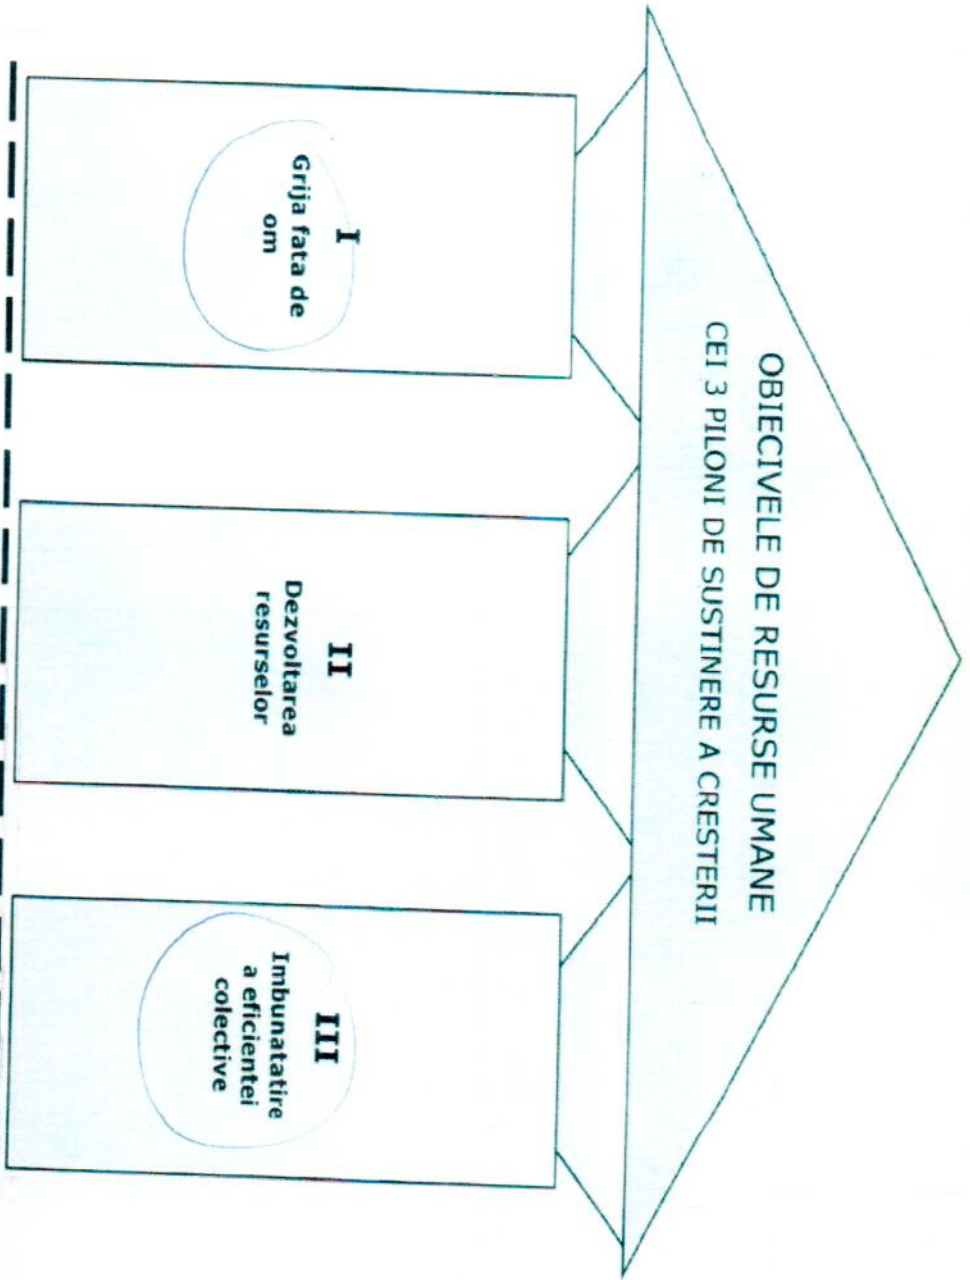 OBIECIVELE DE RESURSE UMANE
CEI 3 PILONI DE SUSTINERE A CRESTERII
I
Grija fata de
om
II
Dezvoltarea
resurselor
III
Imbunatatire
a eficientei
colective